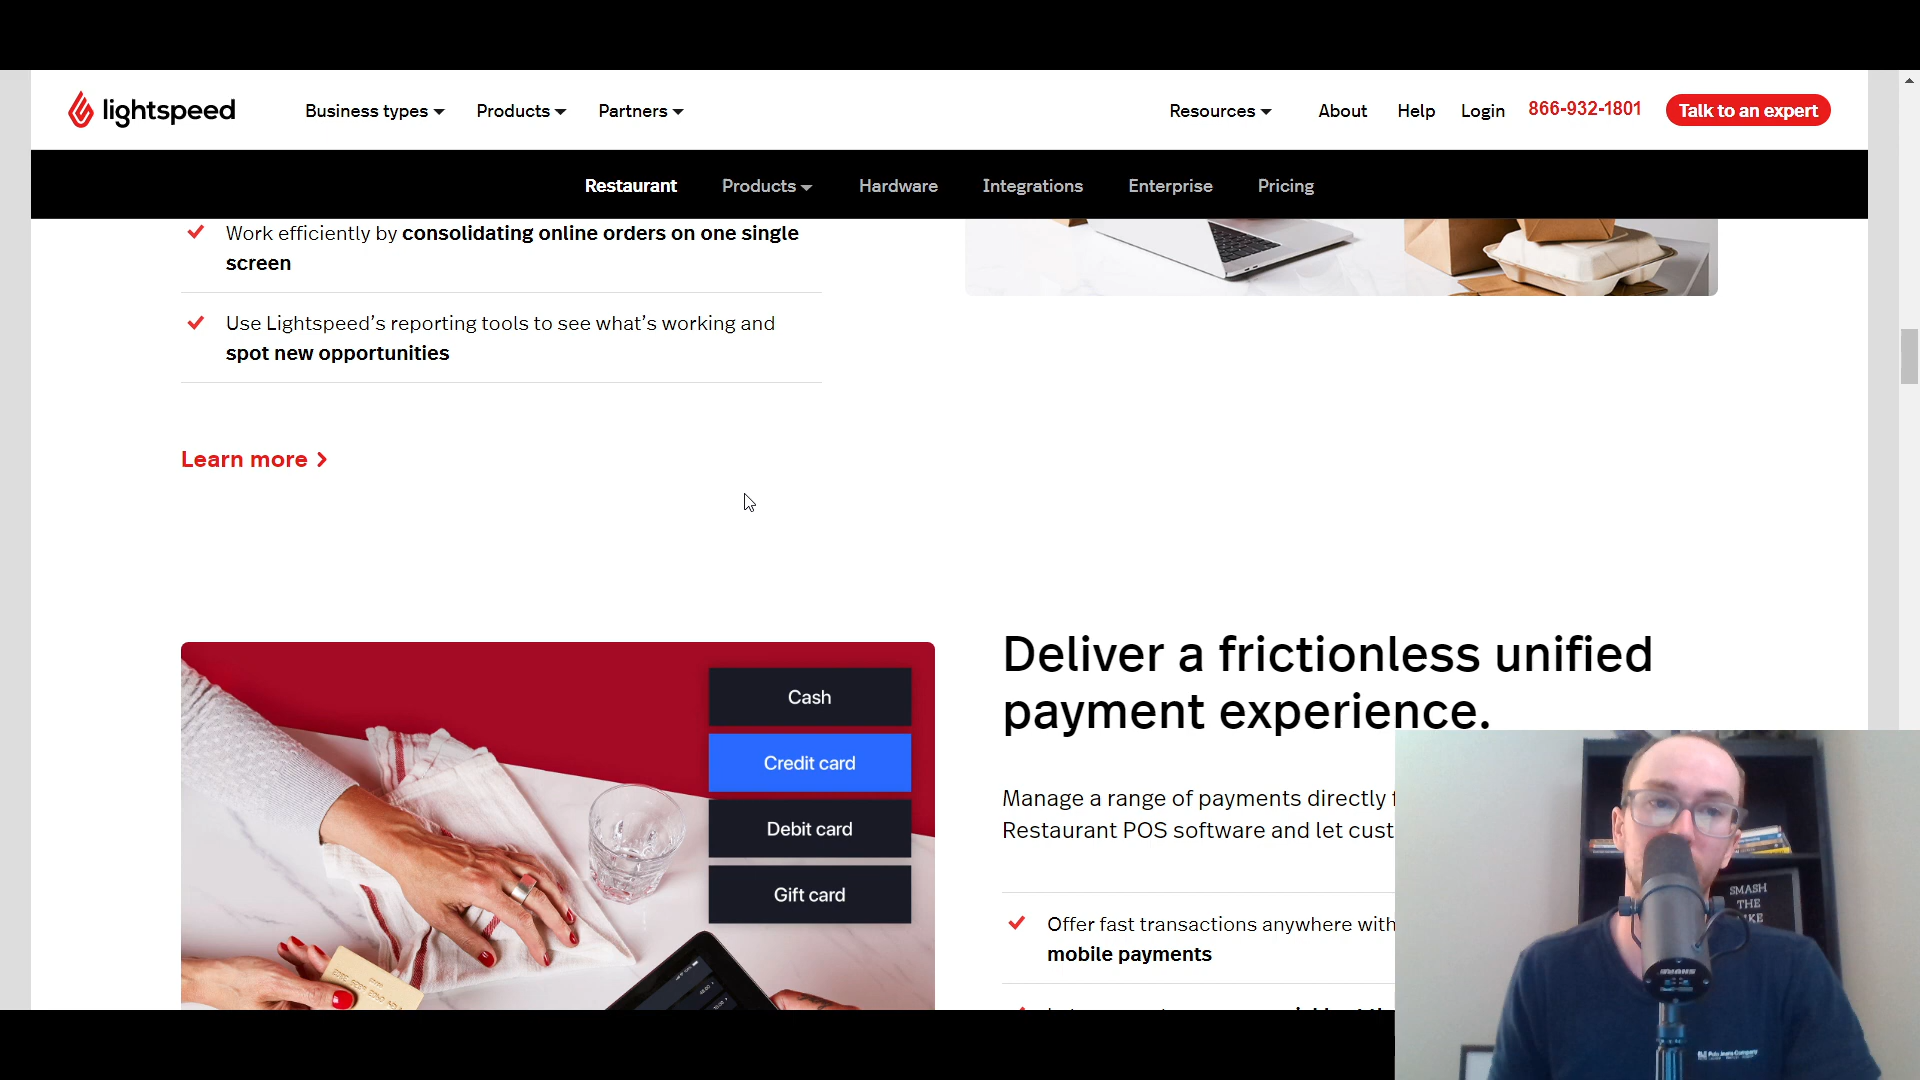 lightspeed
Business types
Products
Partners
Resources
About
Help
Login
866-932-1801
Talk to an expert
Restaurant
Products
Hardware
Integrations
Enterprise
Pricing
Work efficiently by consolidating online orders on one single
screen
Use Lightspeed's reporting tools to see what's working and
spot new opportunities
Learn more
Cash
Credit card
Debit card
Gift card
Deliver a frictionless unified
payment experience.
Manage a range of payments directly
Restaurant POS software and let cust
Offer fast transactions anywhere with
mobile payments
SMASH
THE